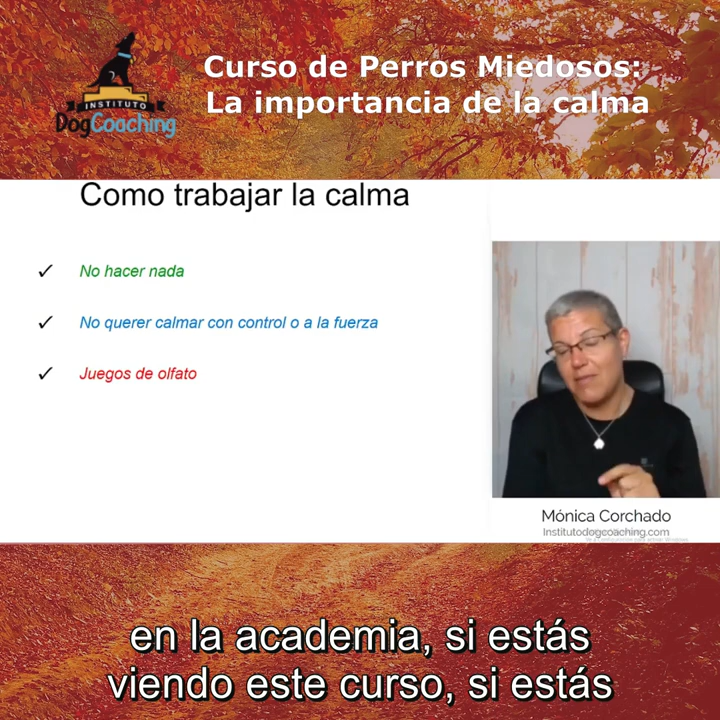 INSTITUTO
DogCoaching
Curso de Perros Miedosos:
La importancia de la calma
Como trabajar la calma
✓ No hacer nada
✓ No querer calmar con control o a la fuerza
✓ Juegos de olfato
Mónica Corchado
Institutodogcoaching.com
en la academia, si estás
viendo este curso, si estás